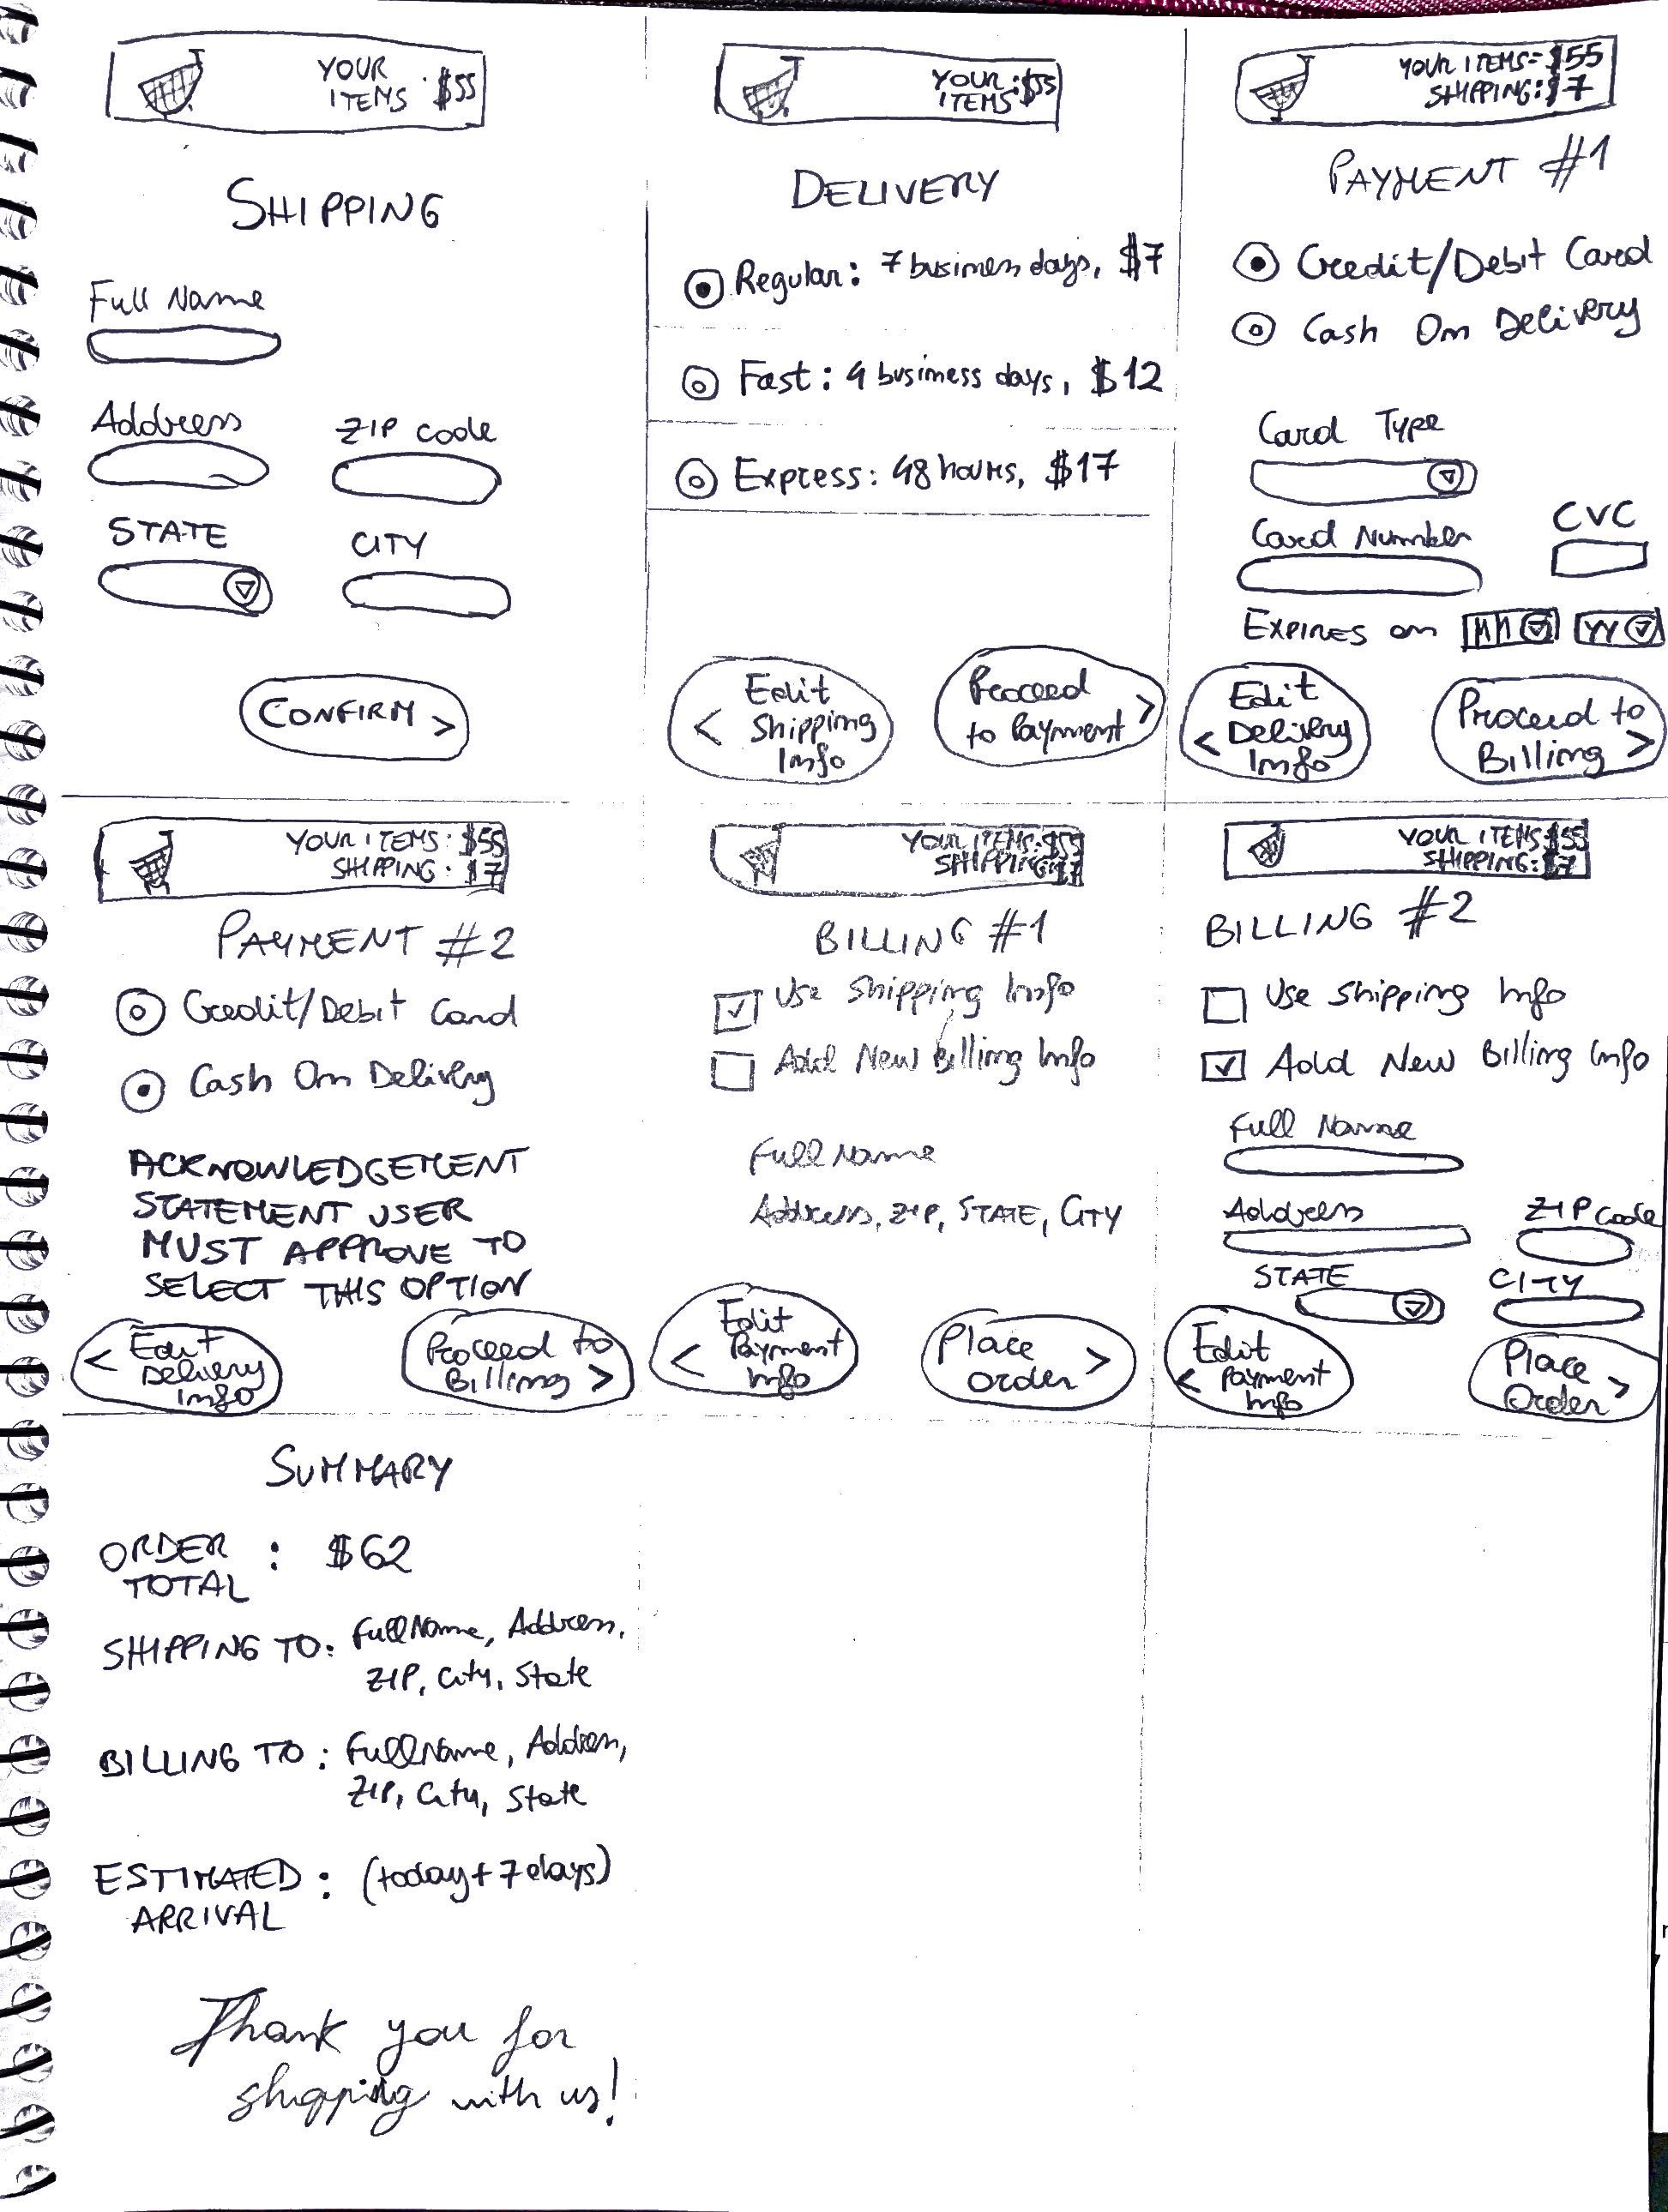 YOUR
ITEMS : $55
SHIPPING
Full Name
Address ZIP code
STATE CITY
CONFIRM >
YOUR : $55
ITEMS
DELIVERY
Regular: 7 business days, $7
Fast: 4 business days, $12
Express: 48 hours, $17
Edit
< Shipping
Info
Proceed
to Payment >
YOUR ITEMS: $55
SHIPPING: $7
PAYMENT #1
Credit/Debit Card
Cash On Delivery
Card Type
Card Number CVC
EXPIRES on MM YY
Edit
< Delivery
Info
Proceed to
Billing >
YOUR ITEMS: $55
SHIPPING: $7
PAYMENT #2
Credit/Debit Card
Cash On Delivery
ACKNOWLEDGEMENT
STATEMENT USER
MUST APPROVE TO
SELECT THIS OPTION
< Edit
Delivery
Info
Proceed to
Billing >
YOUR ITEMS: $55
SHIPPING: $7
BILLING #1
Use Shipping Info
Add New Billing Info
Full Name
Address, ZIP, STATE, CITY
Edit
< Payment
Info
Place
Order >
YOUR ITEMS: $55
SHIPPING: $7
BILLING #2
Use Shipping Info
Add New Billing Info
Full Name
Address ZIP code
STATE CITY
Edit
< Payment
Info
Place
Order >
SUMMARY
ORDER : $62
TOTAL
SHIPPING TO: Full Name, Address,
ZIP, City, State
BILLING TO: Full Name, Address,
ZIP, City, State
ESTIMATED : (today + 7 days)
ARRIVAL
Thank you for
shopping with us!